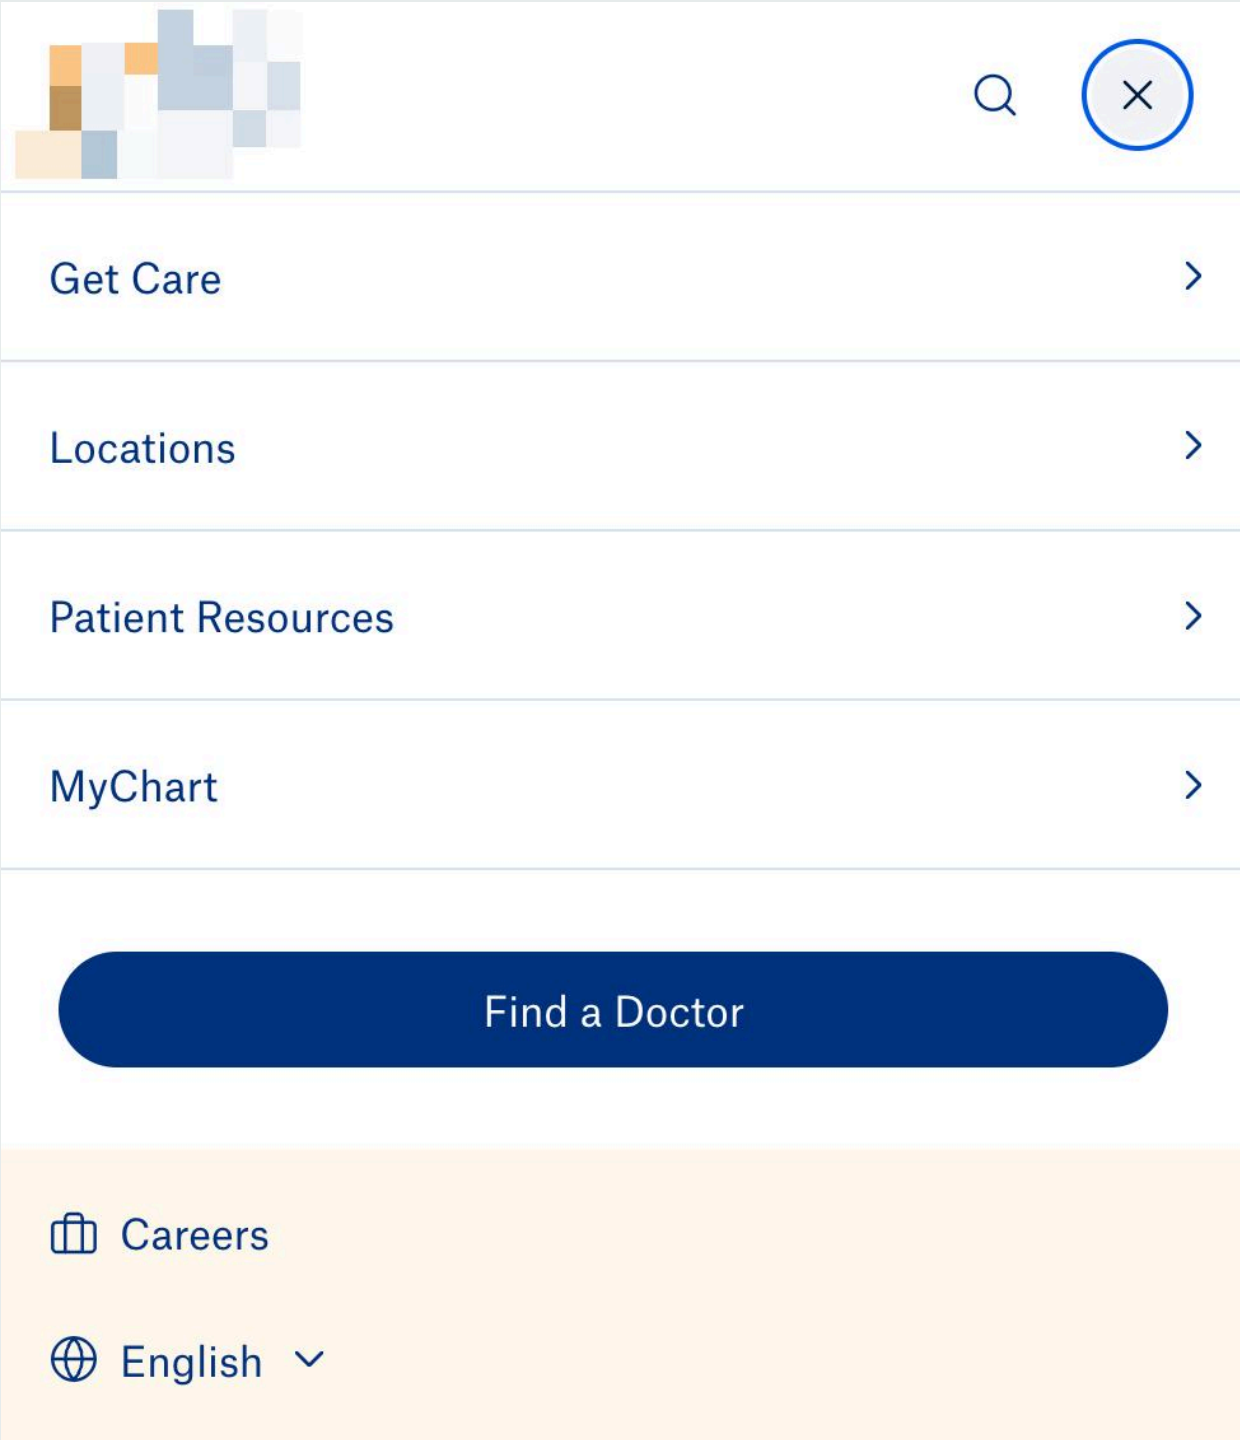 Get Care
Locations
Patient Resources
MyChart
Find a Doctor
Careers
English